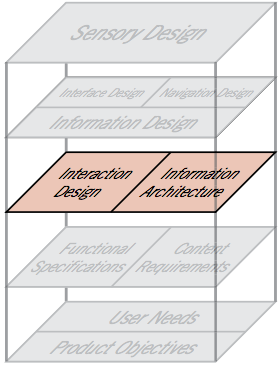 Sensory Design
Interface Design
Navigation Design
Information Design
Interaction
Design
Information
Architecture
Functional
Specifications
Content
Requirements
User Needs
Product Objectives